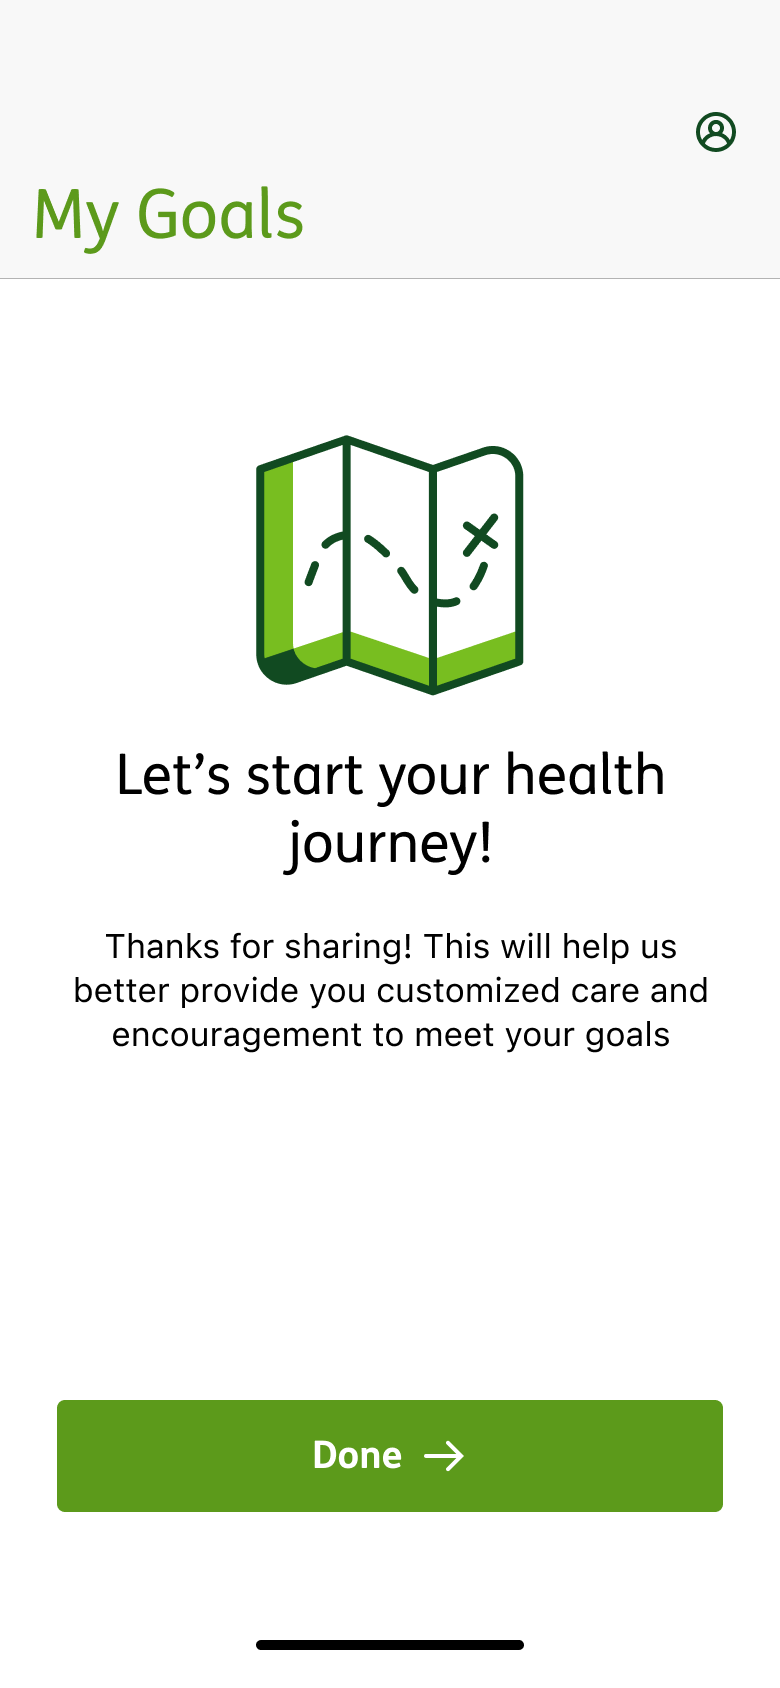 My Goals
Let’s start your health
journey!
Thanks for sharing! This will help us
better provide you customized care and
encouragement to meet your goals
Done